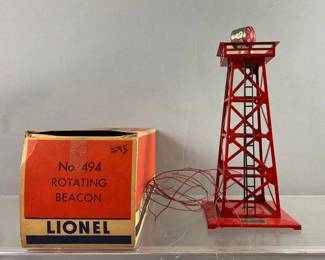 No. 494
ROTATING
BEACON
LIONEL